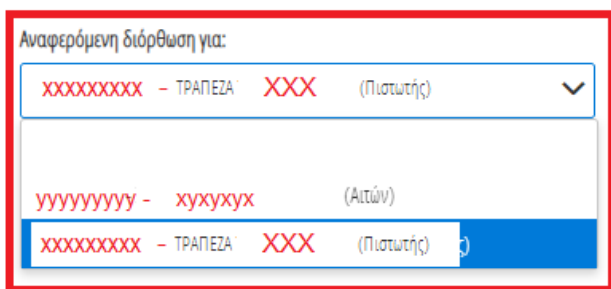 Αναφερόμενη διόρθωση για:
xxxxxxxxx – ΤΡΑΠΕΖΑ XXX (Πιστωτής)
yyyyyyyyy – xyxyxyx (Αιτών)
xxxxxxxxx – ΤΡΑΠΕΖΑ XXX (Πιστωτής) ς)